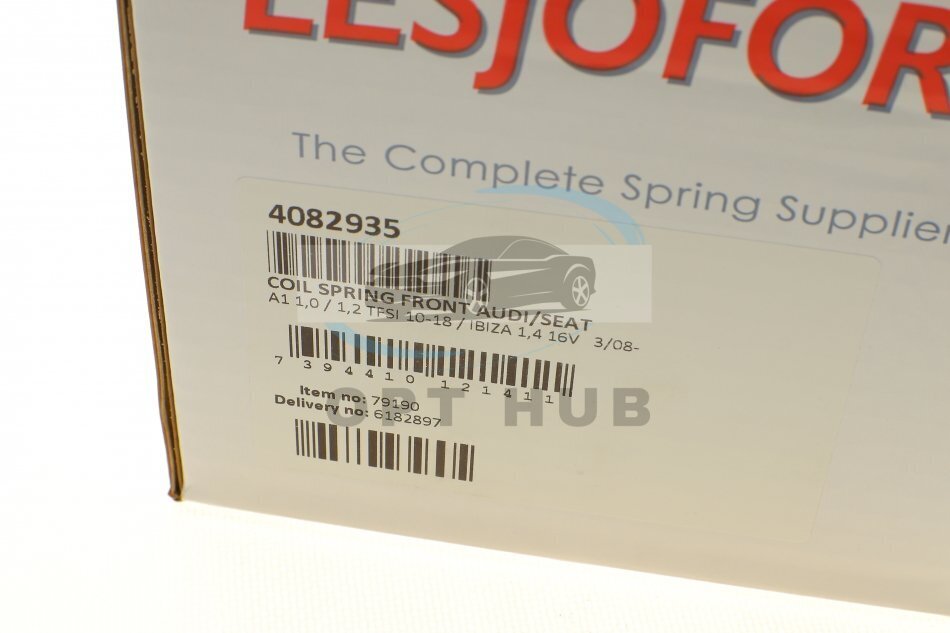 LESJOFOR
The Complete Spring Supplier
4082935
COIL SPRING FRONT AUDI/SEAT
A1 1,0 / 1,2 TFSI 10-18 / IBIZA 1,4 16V 3/08-
7 394410 121411
Item no: 79190
Delivery no: 6182897
OPT HUB